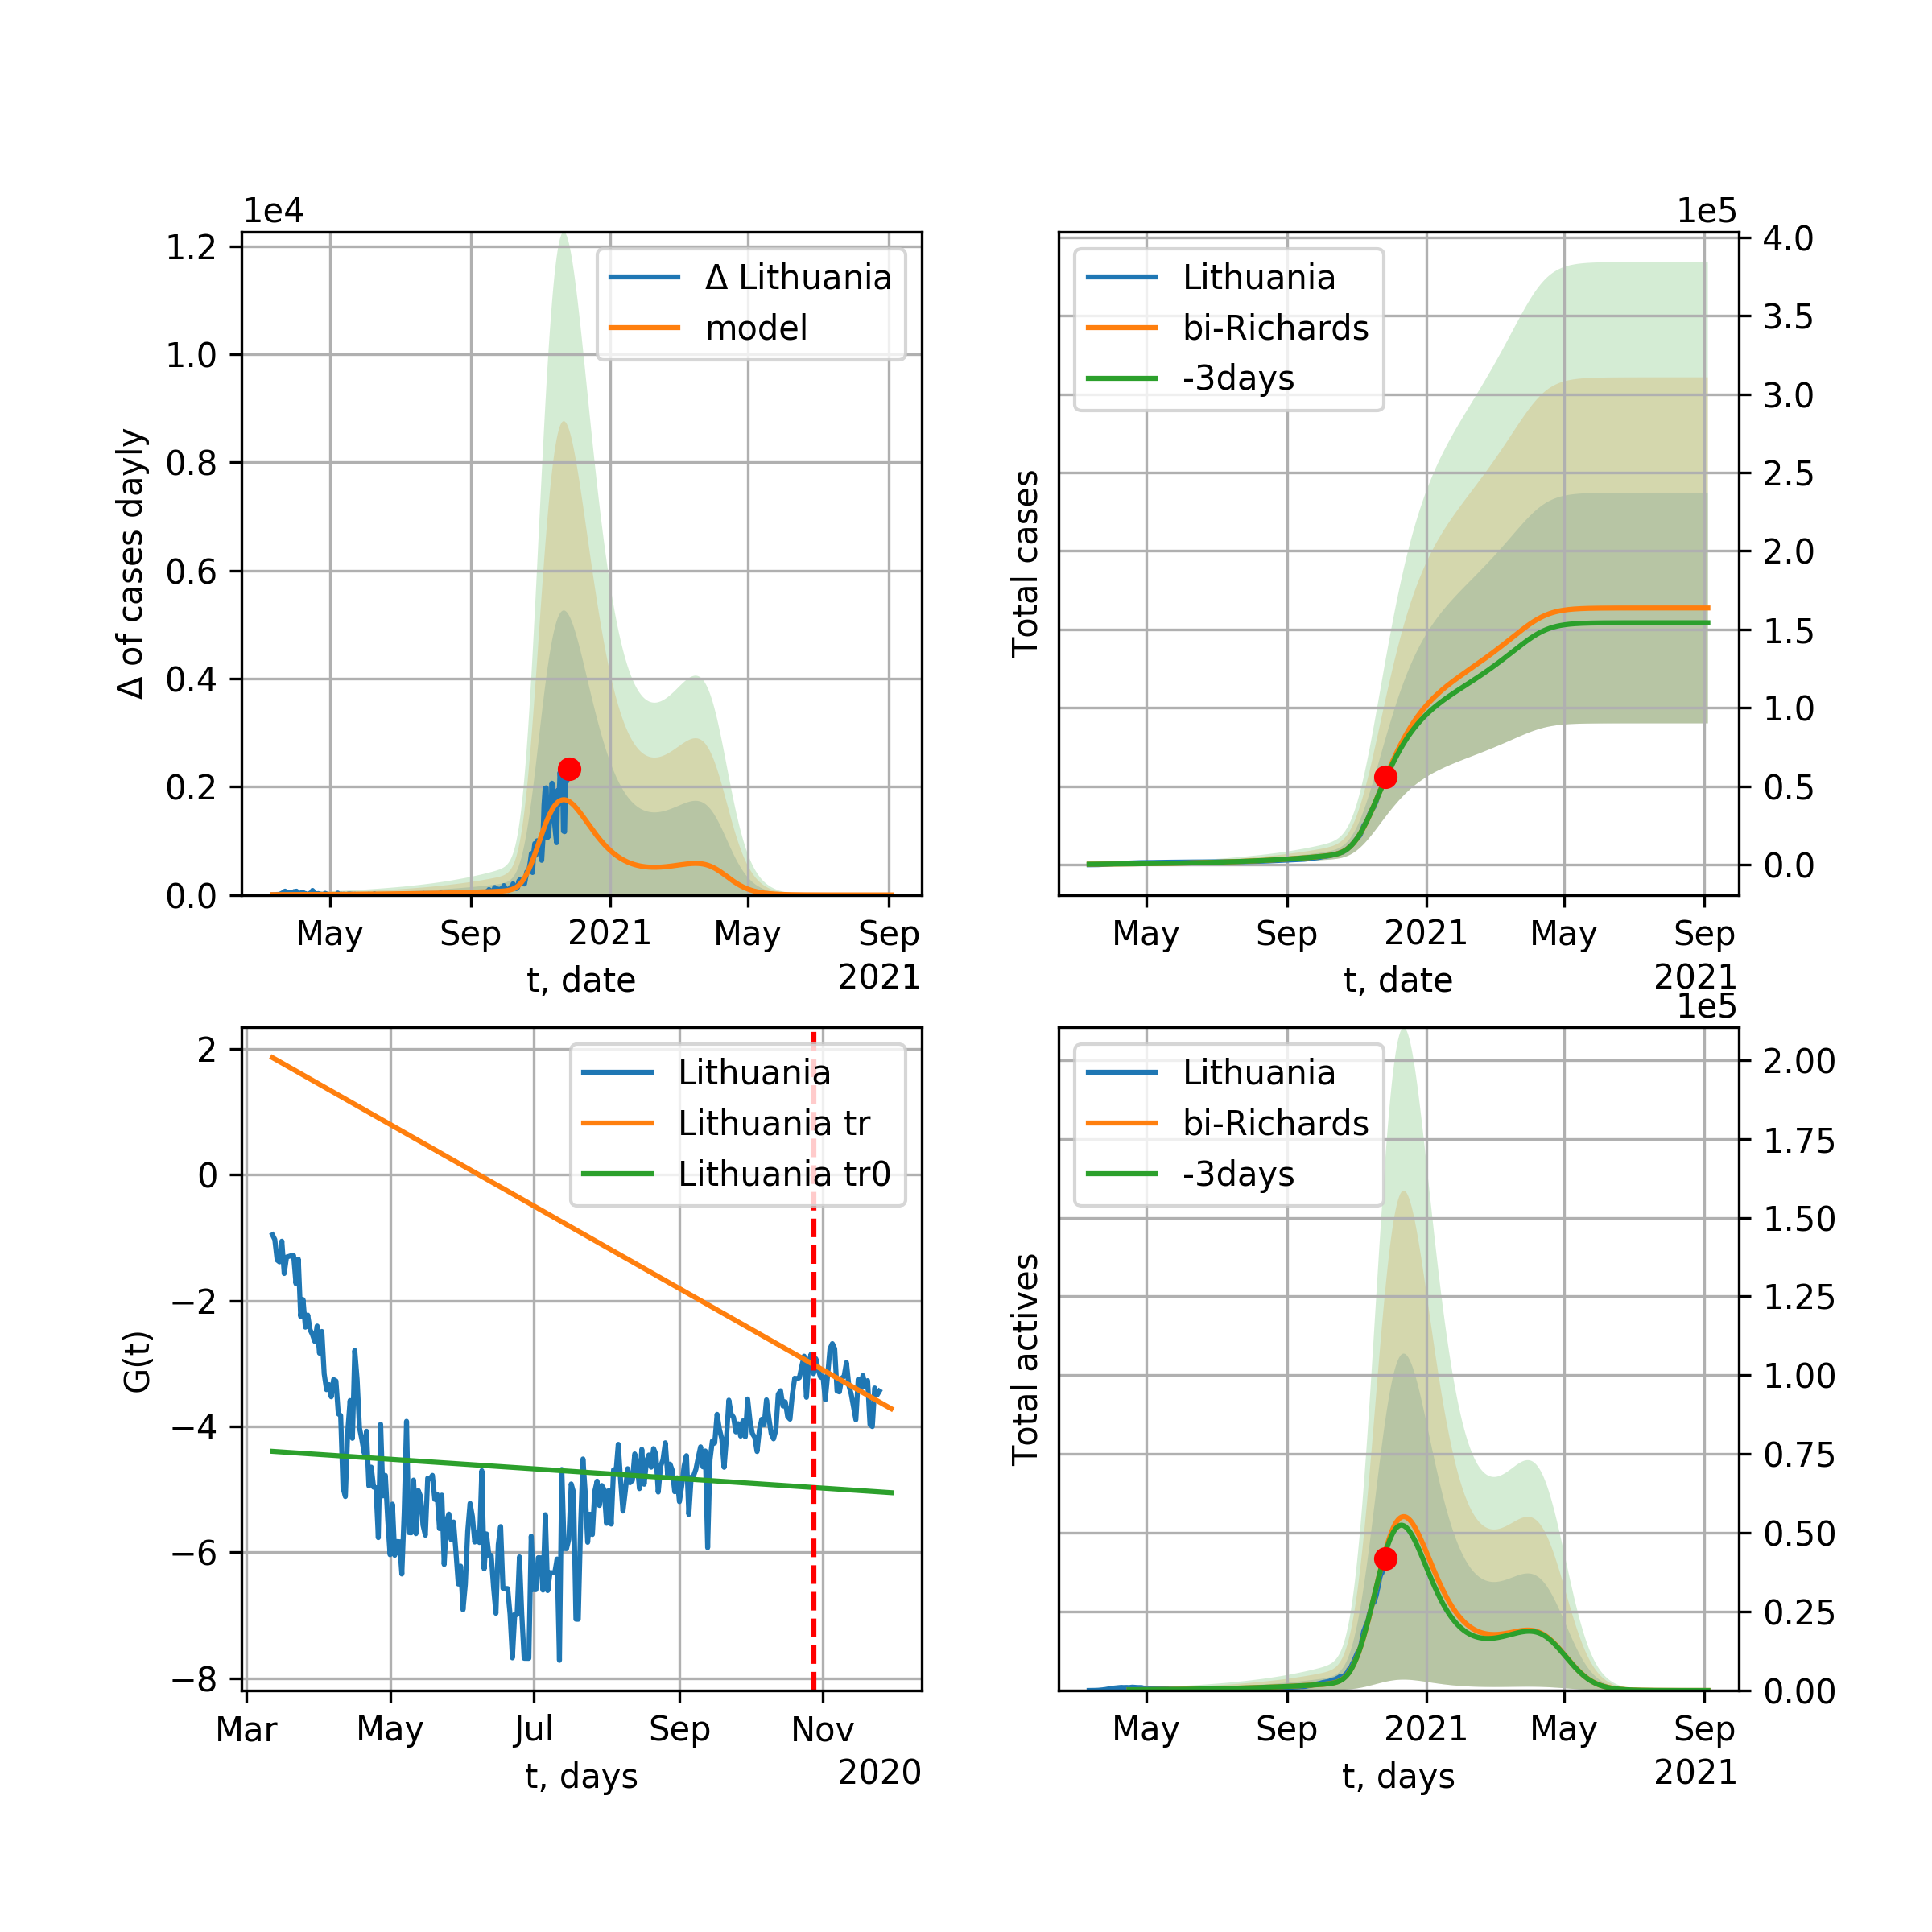 1e4
1.2
1.0
0.8
0.6
0.4
0.2
0.0
Δ of cases dayly
Δ Lithuania
model
May
Sep
2021
May
Sep
t, date
2021
1e5
4.0
3.5
3.0
2.5
2.0
1.5
1.0
0.5
0.0
Total cases
Lithuania
bi-Richards
-3days
May
Sep
2021
May
Sep
t, date
2021
2
0
−2
−4
−6
−8
G(t)
Lithuania
Lithuania tr
Lithuania tr0
Mar
May
Jul
Sep
Nov
t, days
2020
1e5
2.00
1.75
1.50
1.25
1.00
0.75
0.50
0.25
0.00
Total actives
Lithuania
bi-Richards
-3days
May
Sep
2021
May
Sep
t, days
2021